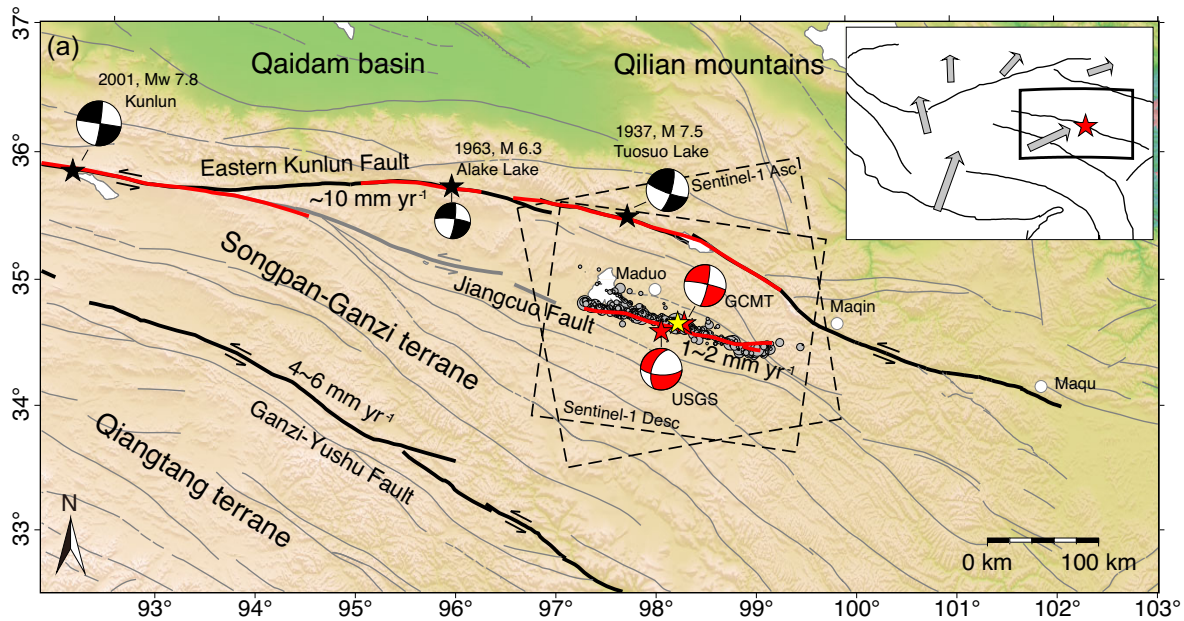 37°
(a)
Qaidam basin
Qilian mountains
2001, Mw 7.8
Kunlun
1937, M 7.5
Tuosuo Lake
36°
1963, M 6.3
Alake Lake
Eastern Kunlun Fault
~10 mm yr-1
Sentinel-1 Asc
35°
Songpan-Ganzi terrane
Maduo
GCMT
Jiangcuo Fault
Maqin
1~2 mm yr-1
USGS
Maqu
34°
4~6 mm yr-1
Sentinel-1 Desc
Ganzi-Yushu Fault
Qiangtang terrane
33°
N
0 km
100 km
93°
94°
95°
96°
97°
98°
99°
100°
101°
102°
103°